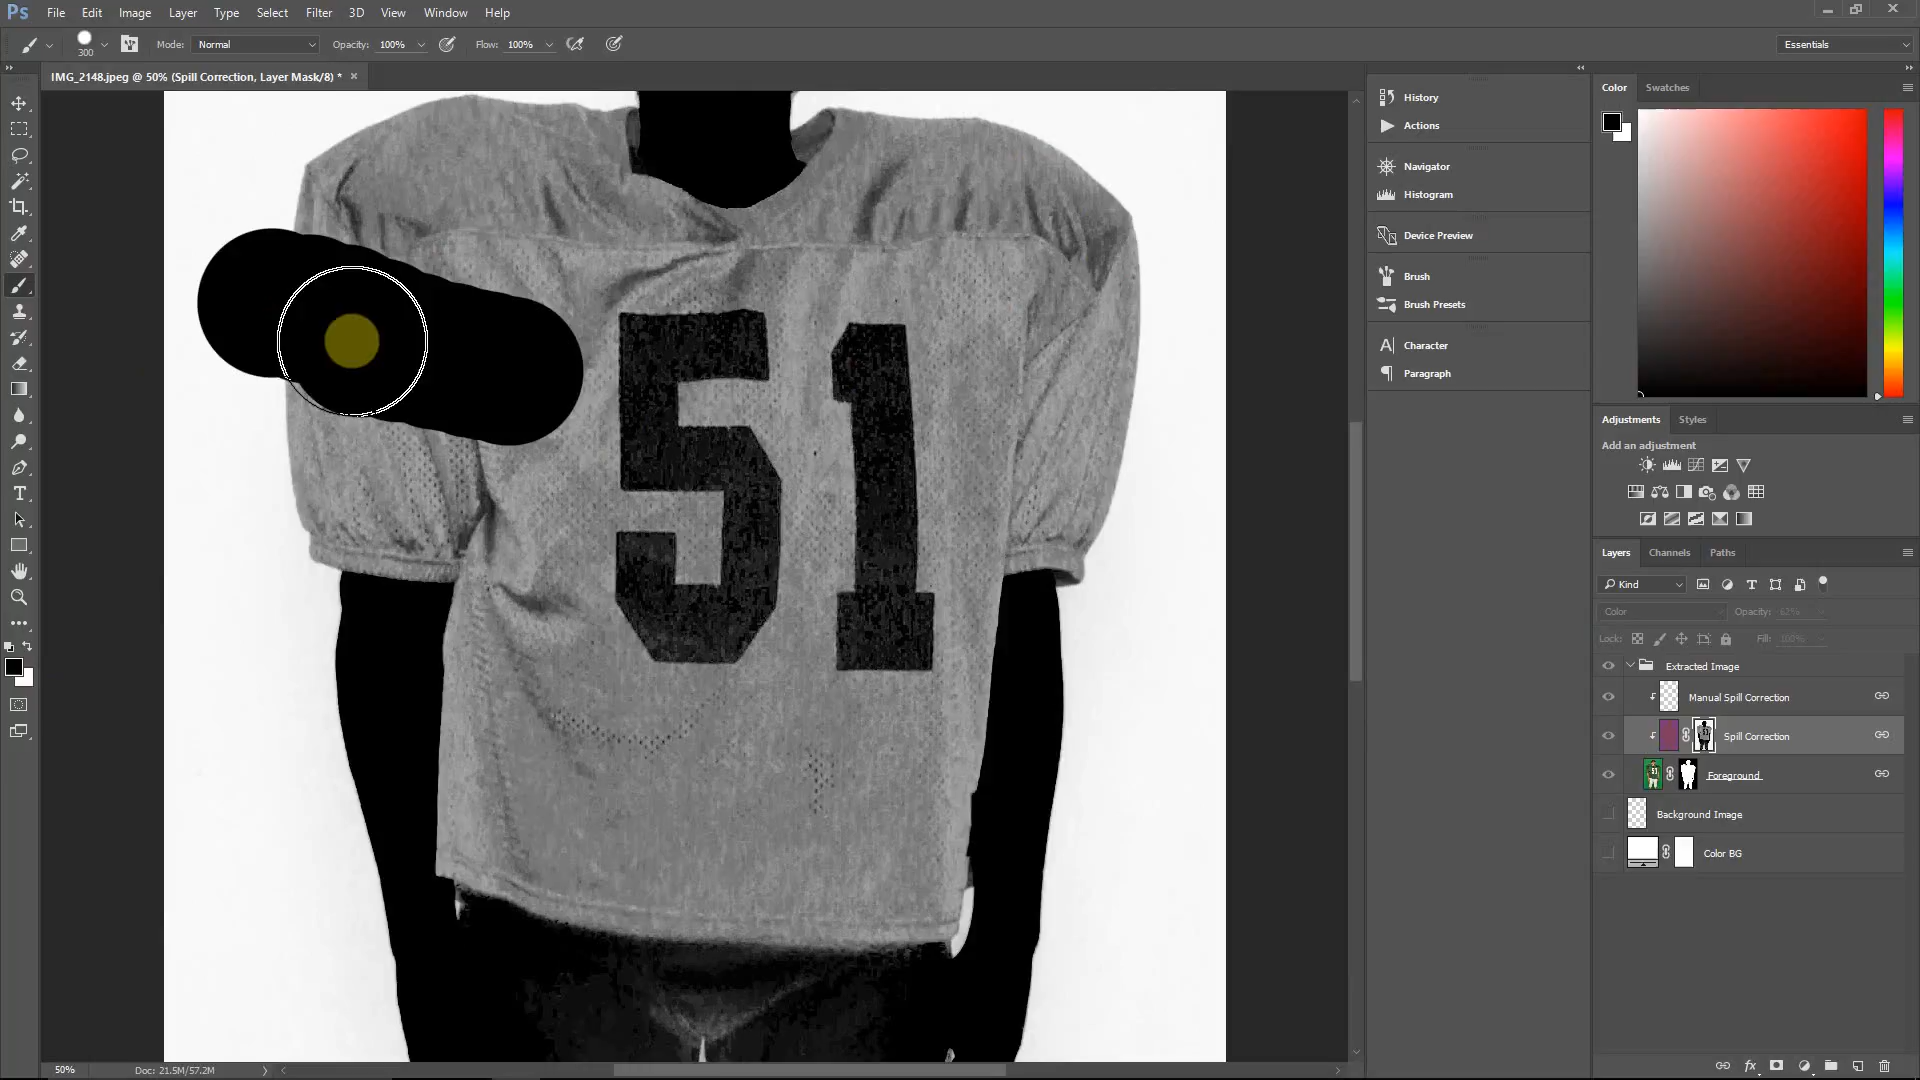 Ps File Edit Image Layer Type Select Filter 3D View Window Help
300 Mode: Normal Opacity: 100% Flow: 100% Essentials
IMG_2148.jpeg @ 50% (Spill Correction, Layer Mask/8) *
History
Actions
Navigator
Histogram
Device Preview
Brush
Brush Presets
Character
Paragraph
Color Swatches
Adjustments Styles
Add an adjustment
Layers Channels Paths
Kind
Color Opacity: 62%
Lock: Fill: 100%
Extracted Image
Manual Spill Correction
Spill Correction
Foreground
Background Image
Color BG
51
50% Doc: 21.5M/57.2M